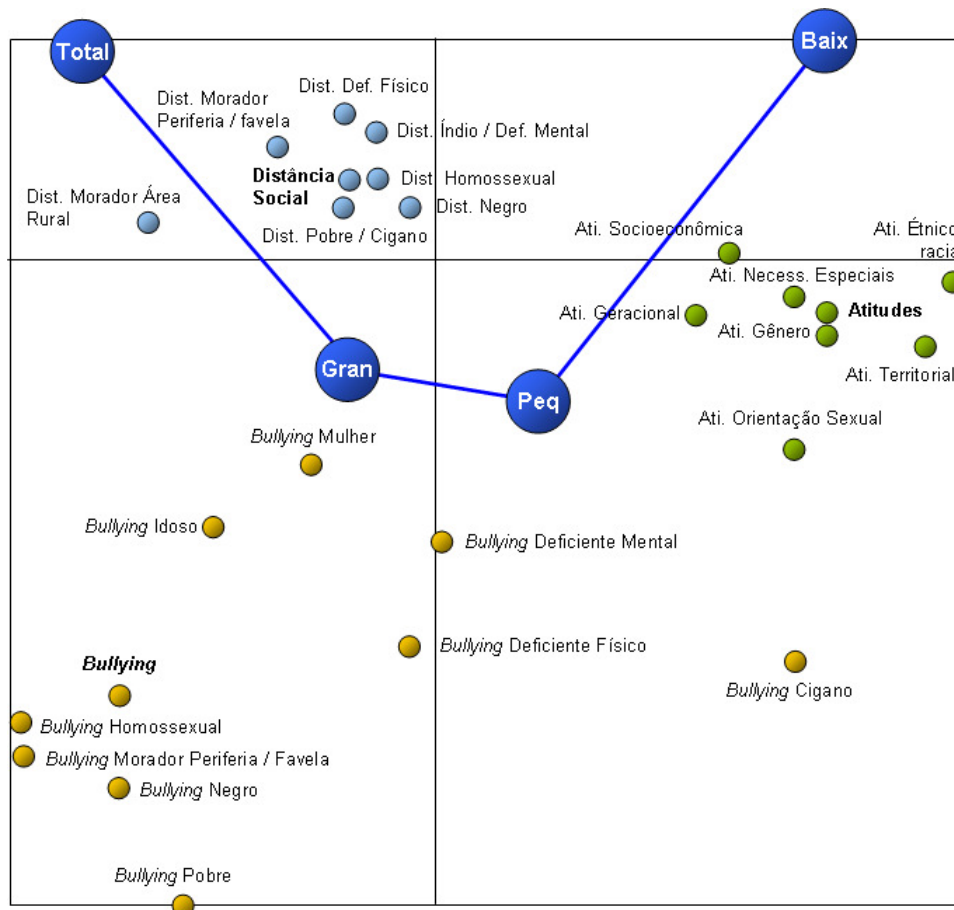 Total
Baix
Dist. Def. Físico
Dist. Morador
Periferia / favela
Dist. Índio / Def. Mental
Distância
Social
Dist. Homossexual
Dist. Morador Área
Rural
Dist. Negro
Dist. Pobre / Cigano
Ati. Socioeconômica
Ati. Étnico
racia
Ati. Necess. Especiais
Ati. Geracional
Atitudes
Ati. Gênero
Ati. Territorial
Gran
Peq
Ati. Orientação Sexual
Bullying Mulher
Bullying Idoso
Bullying Deficiente Mental
Bullying Deficiente Físico
Bullying
Bullying Cigano
Bullying Homossexual
Bullying Morador Periferia / Favela
Bullying Negro
Bullying Pobre